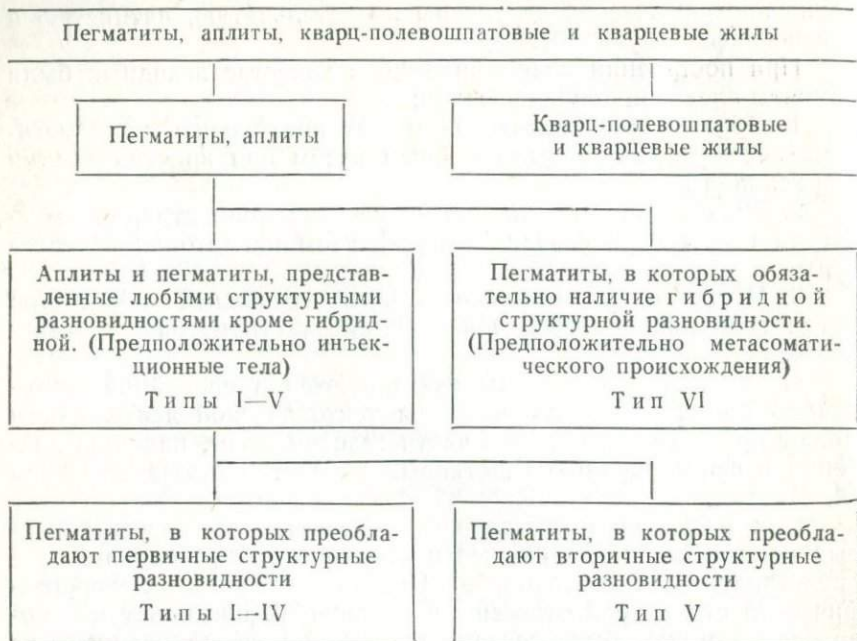 Пегматиты, аплиты, кварц-полевошпатовые и кварцевые жилы
Пегматиты, аплиты
Кварц-полевошпатовые
и кварцевые жилы
Аплиты и пегматиты, представ-
ленные любыми структурными
разновидностями кроме гибрид-
ной. (Предположительно инъек-
ционные тела)
Типы I—V
Пегматиты, в которых обяза-
тельно наличие гибридной
структурной разновидности.
(Предположительно метасомати-
ческого происхождения)
Тип VI
Пегматиты, в которых преобла-
дают первичные структурные
разновидности
Типы I—IV
Пегматиты, в которых преобла-
дают вторичные структурные
разновидности
Тип V